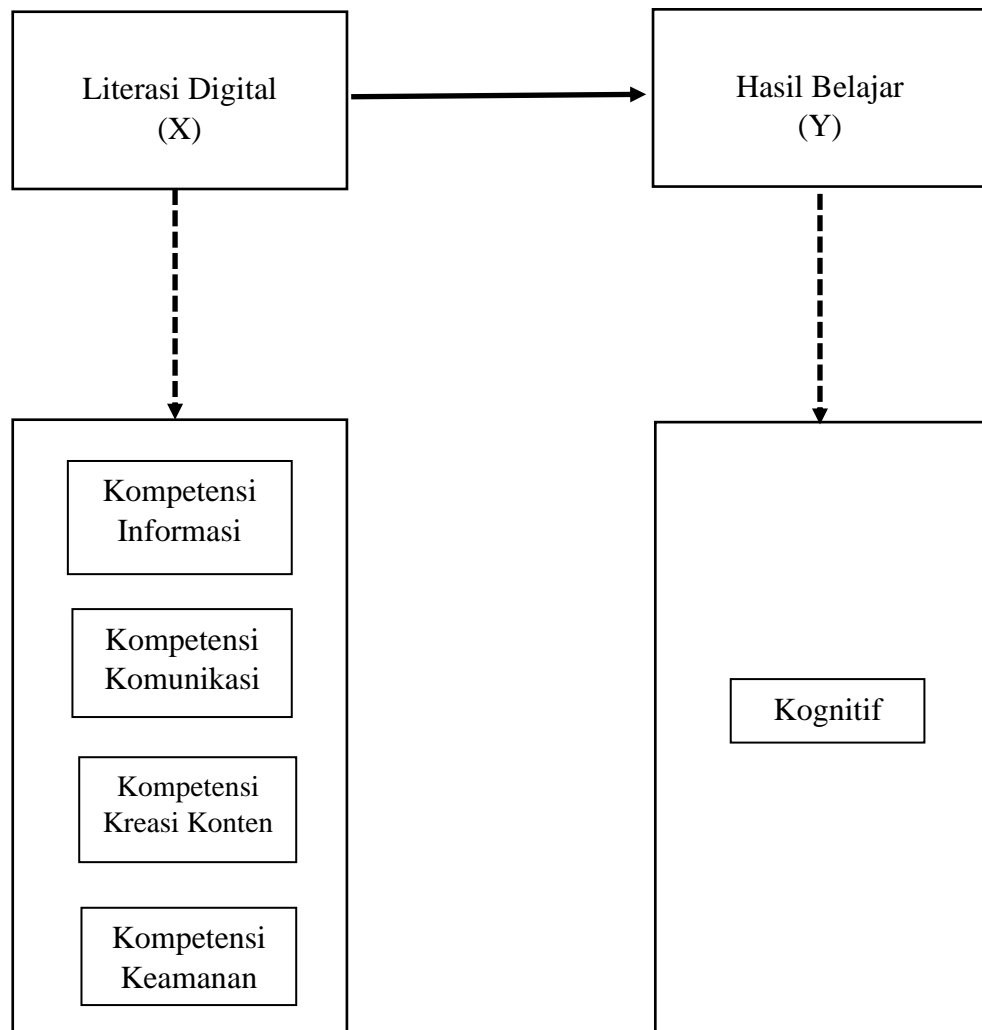 Literasi Digital
(X)
Hasil Belajar
(Y)
Kompetensi
Informasi
Kompetensi
Komunikasi
Kompetensi
Kreasi Konten
Kompetensi
Keamanan
Kognitif